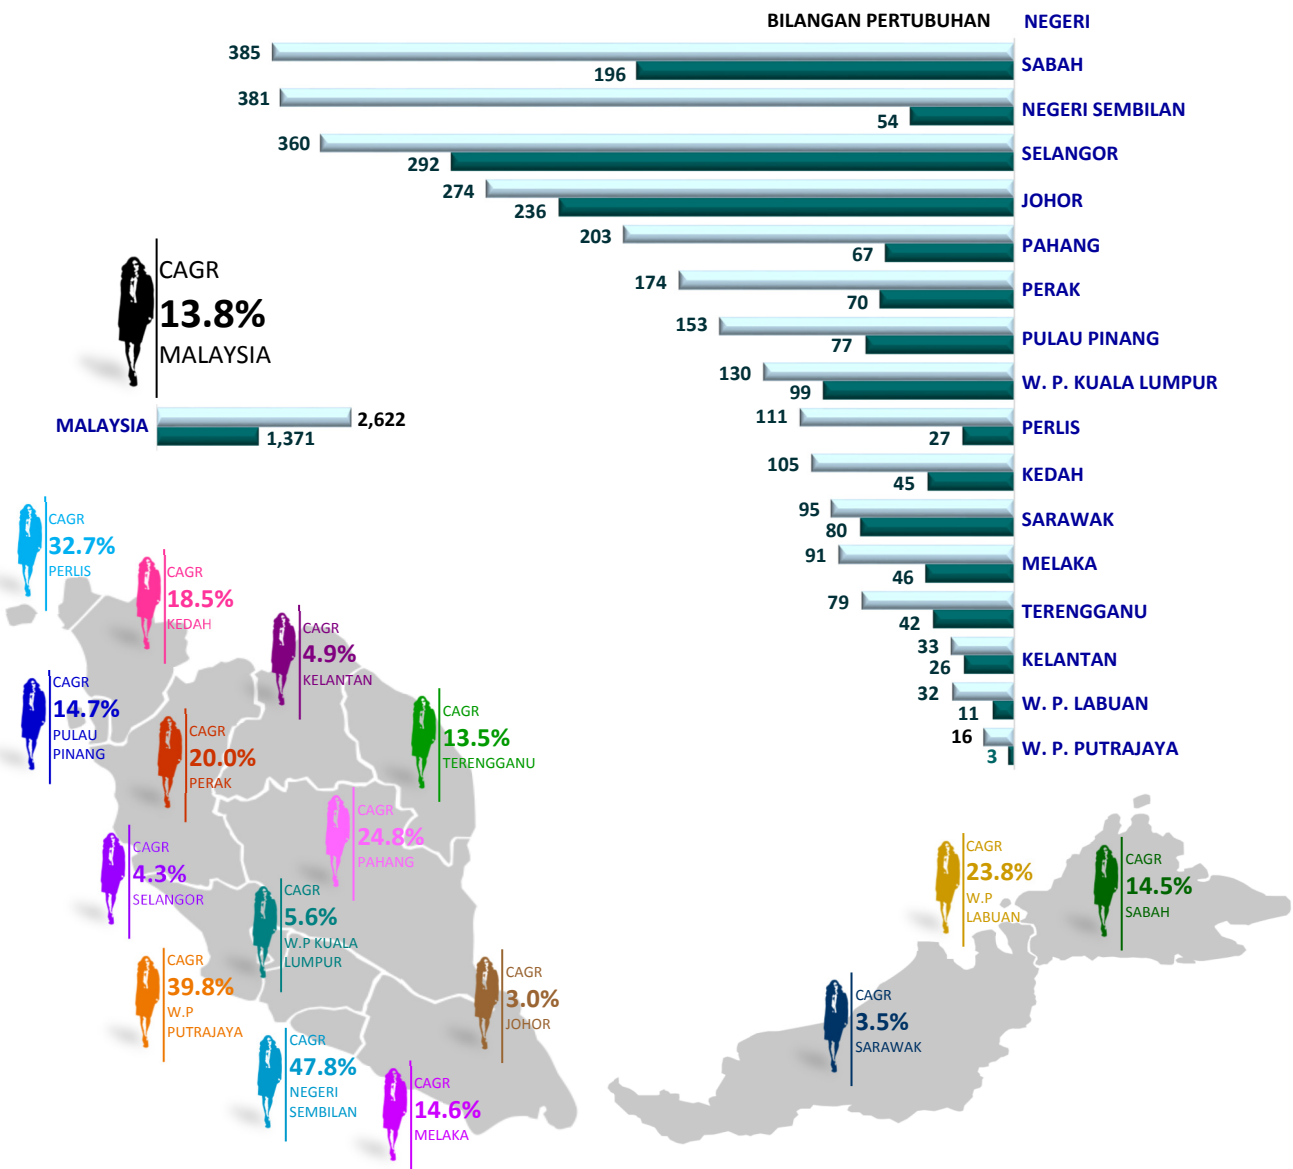 BILANGAN PERTUBUHAN NEGERI
385
196
SABAH
381
54
NEGERI SEMBILAN
360
292
SELANGOR
274
236
JOHOR
203
67
PAHANG
174
70
PERAK
153
77
PULAU PINANG
130
99
W. P. KUALA LUMPUR
111
27
PERLIS
105
45
KEDAH
95
80
SARAWAK
91
46
MELAKA
79
42
TERENGGANU
33
26
KELANTAN
32
11
W. P. LABUAN
16
3
W. P. PUTRAJAYA
CAGR
13.8%
MALAYSIA
MALAYSIA
2,622
1,371
CAGR
32.7%
PERLIS
CAGR
18.5%
KEDAH
CAGR
4.9%
KELANTAN
CAGR
14.7%
PULAU
PINANG
CAGR
20.0%
PERAK
CAGR
13.5%
TERENGGANU
CAGR
24.8%
PAHANG
CAGR
4.3%
SELANGOR
CAGR
5.6%
W.P KUALA
LUMPUR
CAGR
39.8%
W.P
PUTRAJAYA
CAGR
3.0%
JOHOR
CAGR
47.8%
NEGERI
SEMBILAN
CAGR
14.6%
MELAKA
CAGR
23.8%
W.P
LABUAN
CAGR
14.5%
SABAH
CAGR
3.5%
SARAWAK